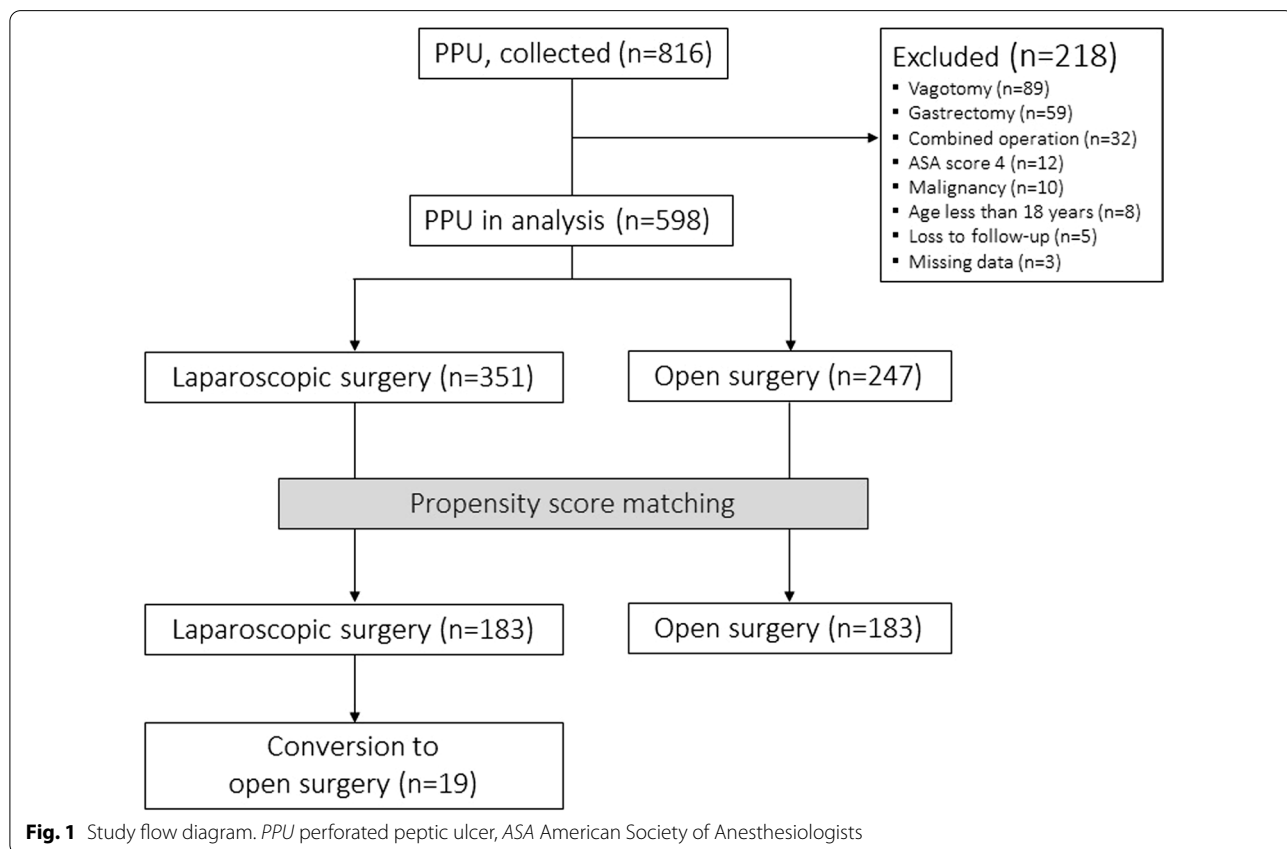 PPU, collected (n=816)
Excluded (n=218)
▪ Vagotomy (n=89)
▪ Gastrectomy (n=59)
▪ Combined operation (n=32)
▪ ASA score 4 (n=12)
▪ Malignancy (n=10)
▪ Age less than 18 years (n=8)
▪ Loss to follow-up (n=5)
▪ Missing data (n=3)
PPU in analysis (n=598)
Laparoscopic surgery (n=351)
Open surgery (n=247)
Propensity score matching
Laparoscopic surgery (n=183)
Open surgery (n=183)
Conversion to
open surgery (n=19)
Fig. 1 Study flow diagram. PPU perforated peptic ulcer, ASA American Society of Anesthesiologists